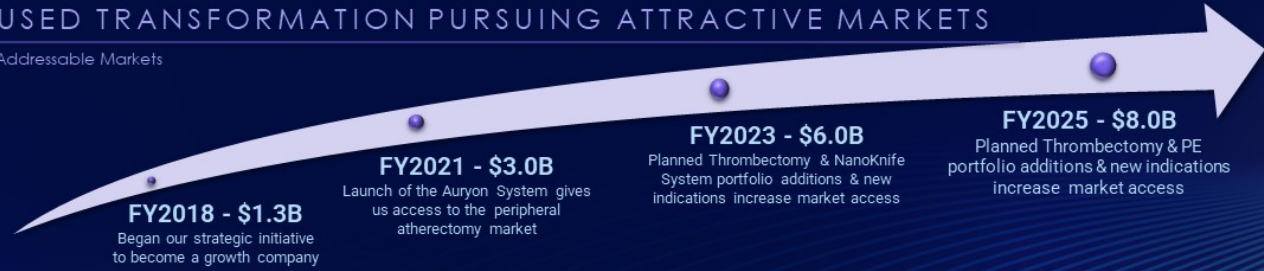 USED TRANSFORMATION PURSUING ATTRACTIVE MARKETS
Addressable Markets
FY2018 - $1.3B
Began our strategic initiative
to become a growth company
FY2021 - $3.0B
Launch of the Auryon System gives
us access to the peripheral
atherectomy market
FY2023 - $6.0B
Planned Thrombectomy & NanoKnife
System portfolio additions & new
indications increase market access
FY2025 - $8.0B
Planned Thrombectomy & PE
portfolio additions & new indications
increase market access